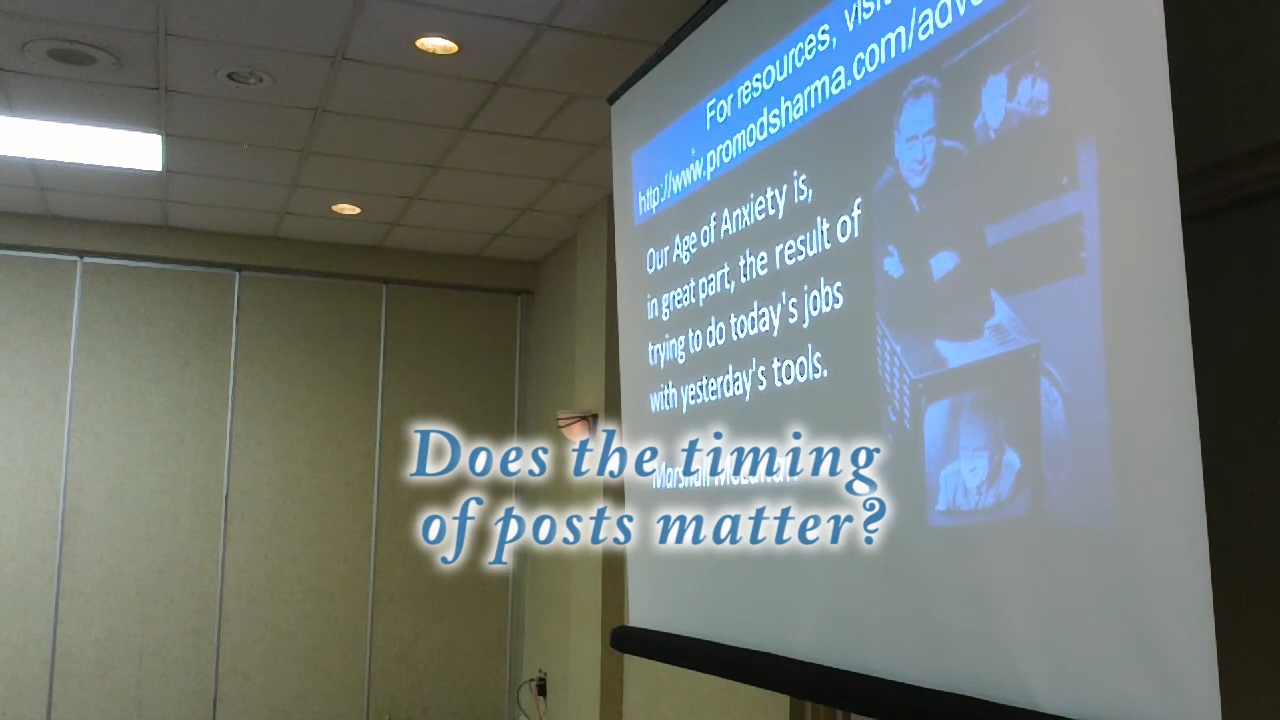 For resources, visit
http://www.promodsharma.com/adv
Our Age of Anxiety is,
in great part, the result of
trying to do today's jobs
with yesterday's tools.
Marshall
Does the timing
of posts matter?